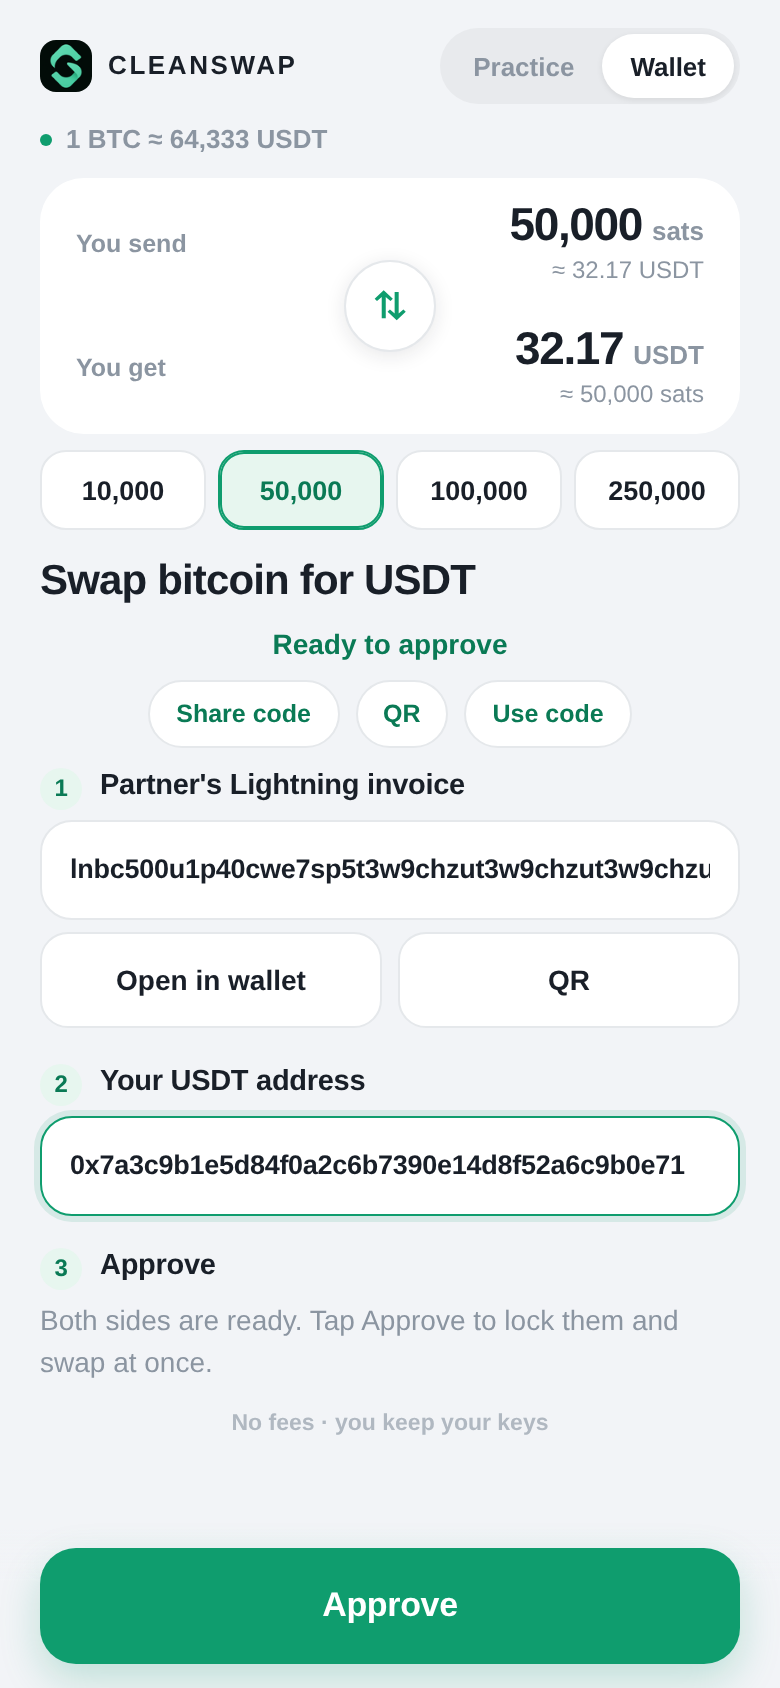 CLEANSWAP
Practice
Wallet
1 BTC ≈ 64,333 USDT
You send
50,000 sats
≈ 32.17 USDT
You get
32.17 USDT
≈ 50,000 sats
10,000
50,000
100,000
250,000
Swap bitcoin for USDT
Ready to approve
Share code
QR
Use code
1 Partner's Lightning invoice
lnbc500u1p40cwe7sp5t3w9chzut3w9chzut3w9chzu
Open in wallet
QR
2 Your USDT address
0x7a3c9b1e5d84f0a2c6b7390e14d8f52a6c9b0e71
3 Approve
Both sides are ready. Tap Approve to lock them and
swap at once.
No fees · you keep your keys
Approve